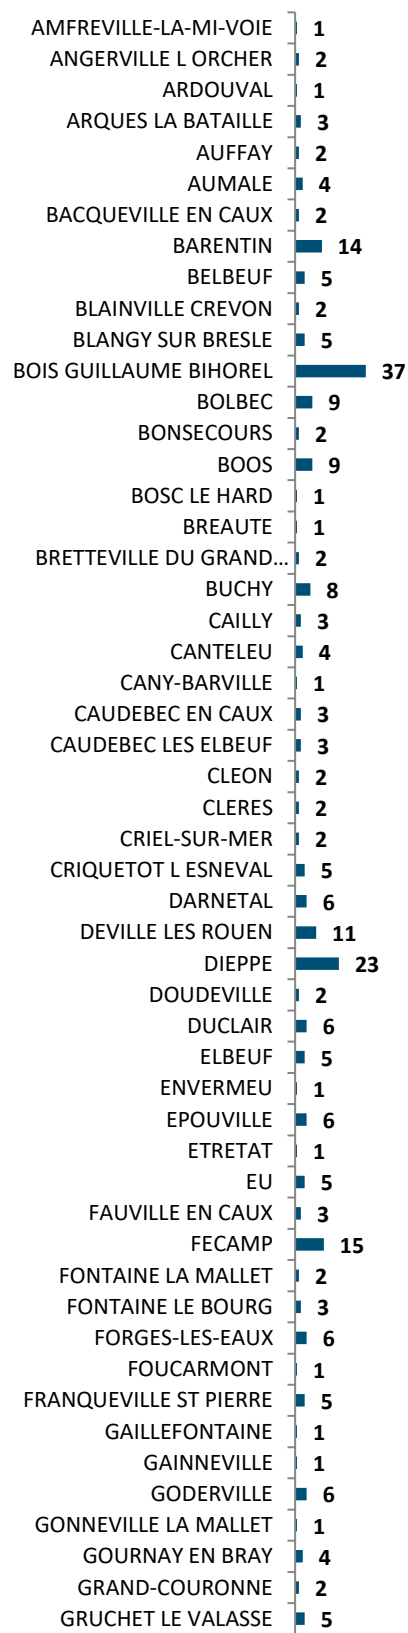 AMFREVILLE-LA-MI-VOIE 1
ANGERVILLE L ORCHER 2
ARDOUVAL 1
ARQUES LA BATAILLE 3
AUFFAY 2
AUMALE 4
BACQUEVILLE EN CAUX 2
BARENTIN 14
BELBEUF 5
BLAINVILLE CREVON 2
BLANGY SUR BRESLE 5
BOIS GUILLAUME BIHOREL 37
BOLBEC 9
BONSECOURS 2
BOOS 9
BOSC LE HARD 1
BREAUTE 1
BRETTEVILLE DU GRAND... 2
BUCHY 8
CAILLY 3
CANTELEU 4
CANY-BARVILLE 1
CAUDEBEC EN CAUX 3
CAUDEBEC LES ELBEUF 3
CLEON 2
CLERES 2
CRIEL-SUR-MER 2
CRIQUETOT L ESNEVAL 5
DARNETAL 6
DEVILLE LES ROUEN 11
DIEPPE 23
DOUDEVILLE 2
DUCLAIR 6
ELBEUF 5
ENVERMEU 1
EPOUVILLE 6
ETRETAT 1
EU 5
FAUVILLE EN CAUX 3
FECAMP 15
FONTAINE LA MALLET 2
FONTAINE LE BOURG 3
FORGES-LES-EAUX 6
FOUCARMONT 1
FRANQUEVILLE ST PIERRE 5
GAILLEFONTAINE 1
GAINNEVILLE 1
GODERVILLE 6
GONNEVILLE LA MALLET 1
GOURNAY EN BRAY 4
GRAND-COURONNE 2
GRUCHET LE VALASSE 5